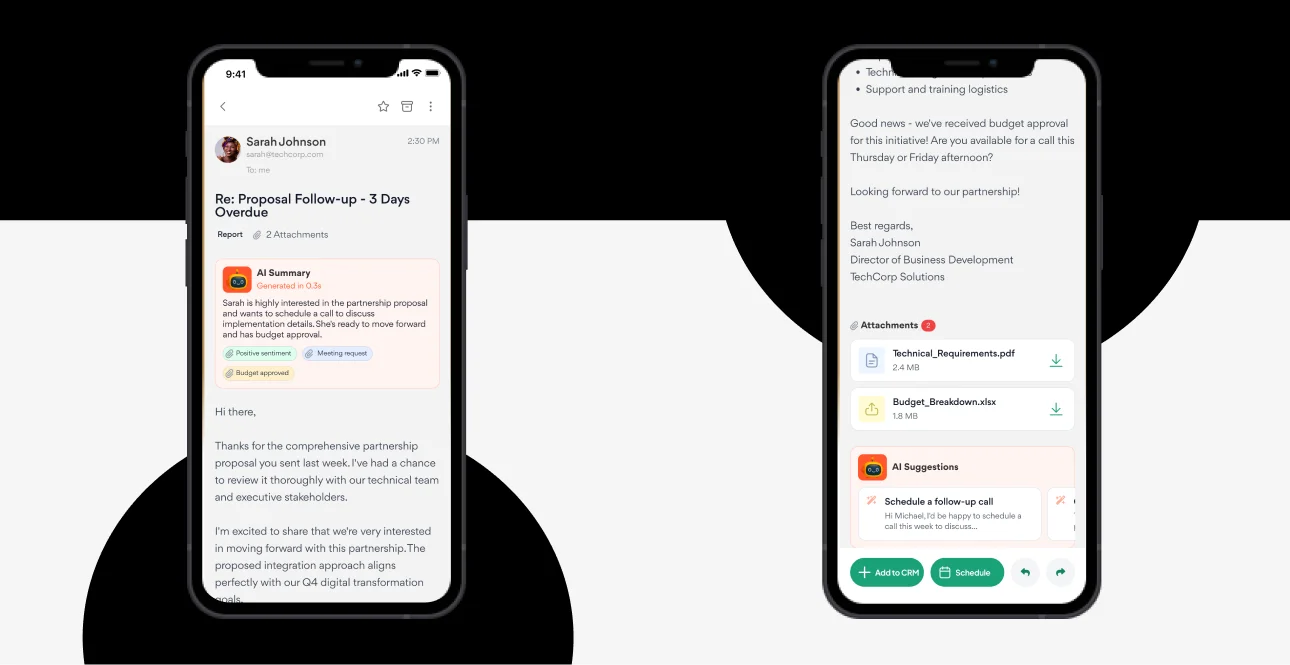 9:41
Sarah Johnson
2:30 PM
sarah@techcorp.com
To: me
Re: Proposal Follow-up - 3 Days
Overdue
Report
2 Attachments
AI Summary
Generated in 0.3s
Sarah is highly interested in the partnership proposal
and wants to schedule a call to discuss
implementation details. She's ready to move forward
and has budget approval.
Positive sentiment
Meeting request
Budget approved
Hi there,
Thanks for the comprehensive partnership
proposal you sent last week. I've had a chance
to review it thoroughly with our technical team
and executive stakeholders.
I'm excited to share that we're very interested
in moving forward with this partnership. The
proposed integration approach aligns
perfectly with our Q4 digital transformation
goals.
• Support and training logistics
Good news - we've received budget approval
for this initiative! Are you available for a call this
Thursday or Friday afternoon?
Looking forward to our partnership!
Best regards,
Sarah Johnson
Director of Business Development
TechCorp Solutions
Attachments 2
Technical_Requirements.pdf
2.4 MB
Budget_Breakdown.xlsx
1.8 MB
AI Suggestions
Schedule a follow-up call
Hi Michael, I'd be happy to schedule a
call this week to discuss...
Add to CRM
Schedule